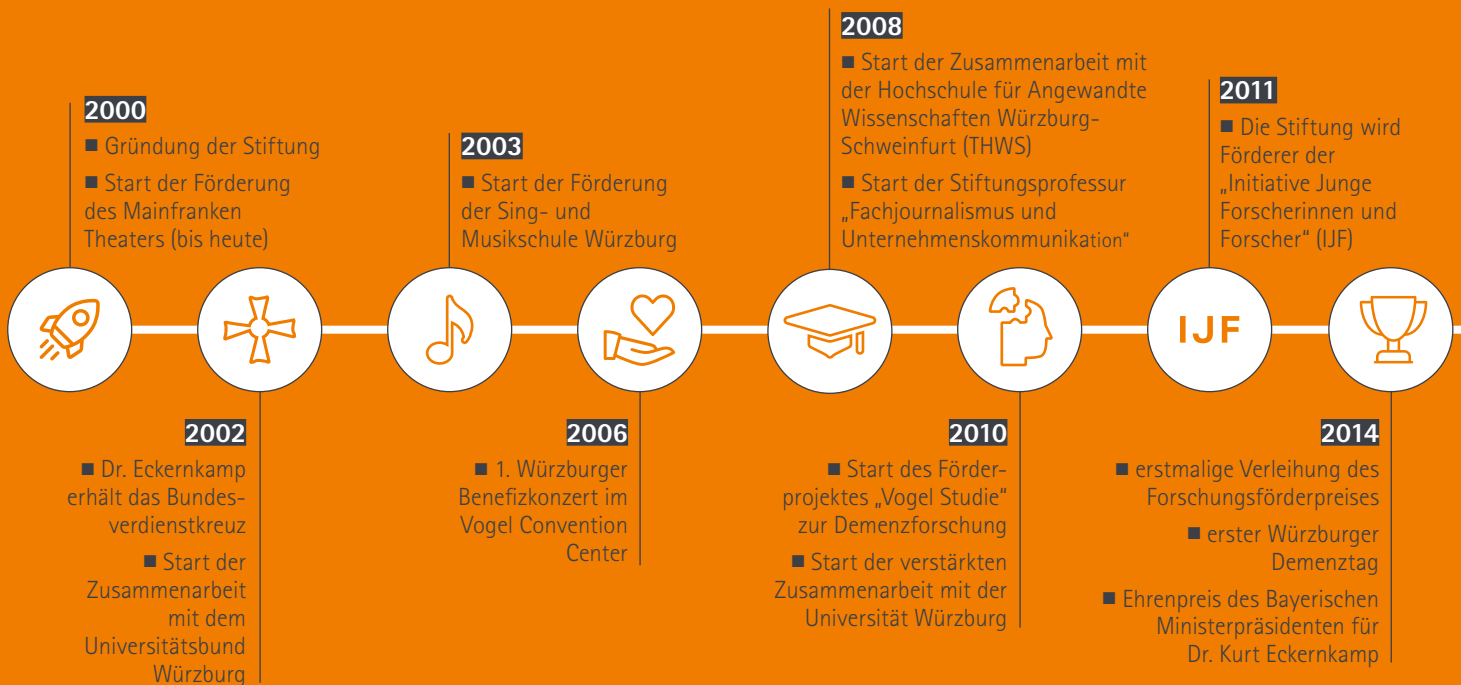 2000
■ Gründung der Stiftung
■ Start der Förderung
des Mainfranken
Theaters (bis heute)
2002
■ Dr. Eckernkamp
erhält das Bundes-
verdienstkreuz
■ Start der
Zusammenarbeit
mit dem
Universitätsbund
Würzburg
2003
■ Start der Förderung
der Sing- und
Musikschule Würzburg
2006
■ 1. Würzburger
Benefizkonzert im
Vogel Convention
Center
2008
■ Start der Zusammenarbeit mit
der Hochschule für Angewandte
Wissenschaften Würzburg-
Schweinfurt (THWS)
■ Start der Stiftungsprofessur
„Fachjournalismus und
Unternehmenskommunikation“
2010
■ Start des Förder-
projektes „Vogel Studie“
zur Demenzforschung
■ Start der verstärkten
Zusammenarbeit mit der
Universität Würzburg
2011
■ Die Stiftung wird
Förderer der
„Initiative Junge
Forscherinnen und
Forscher“ (IJF)
IJF
2014
■ erstmalige Verleihung des
Forschungsförderpreises
■ erster Würzburger
Demenztag
■ Ehrenpreis des Bayerischen
Ministerpräsidenten für
Dr. Kurt Eckernkamp